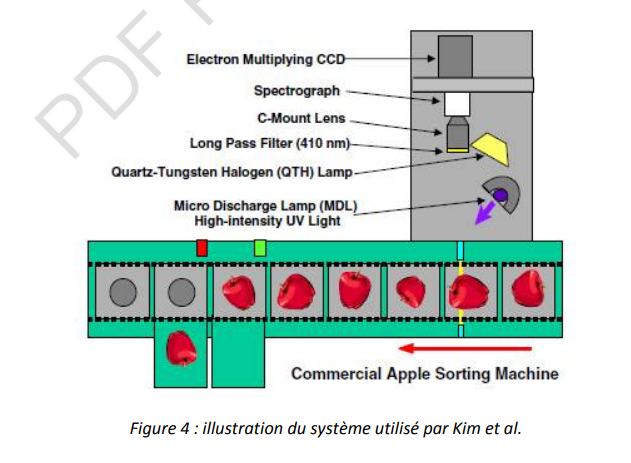 PDF
Electron Multiplying CCD
Spectrograph
C-Mount Lens
Long Pass Filter (410 nm)
Quartz-Tungsten Halogen (QTH) Lamp
Micro Discharge Lamp (MDL)
High-intensity UV Light
Commercial Apple Sorting Machine
Figure 4 : illustration du système utilisé par Kim et al.